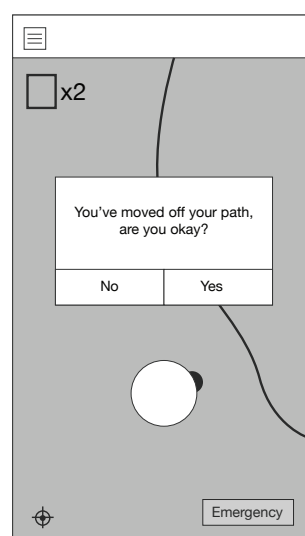 x2
You've moved off your path,
are you okay?
No
Yes
Emergency